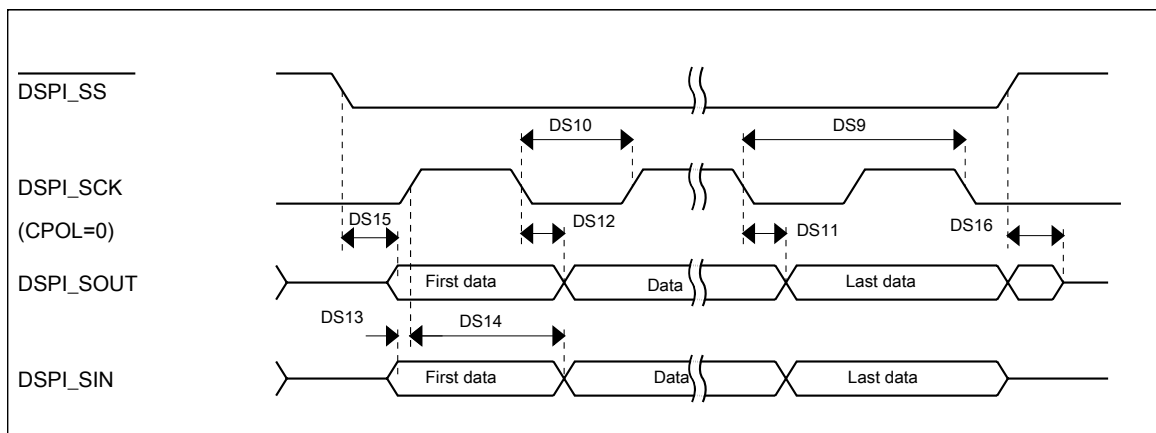 DSPI_SS
DS10
DS9
DSPI_SCK
(CPOL=0)
DS15
DS12
DS11
DS16
DSPI_SOUT
First data
Data
Last data
DS13
DS14
DSPI_SIN
First data
Data
Last data